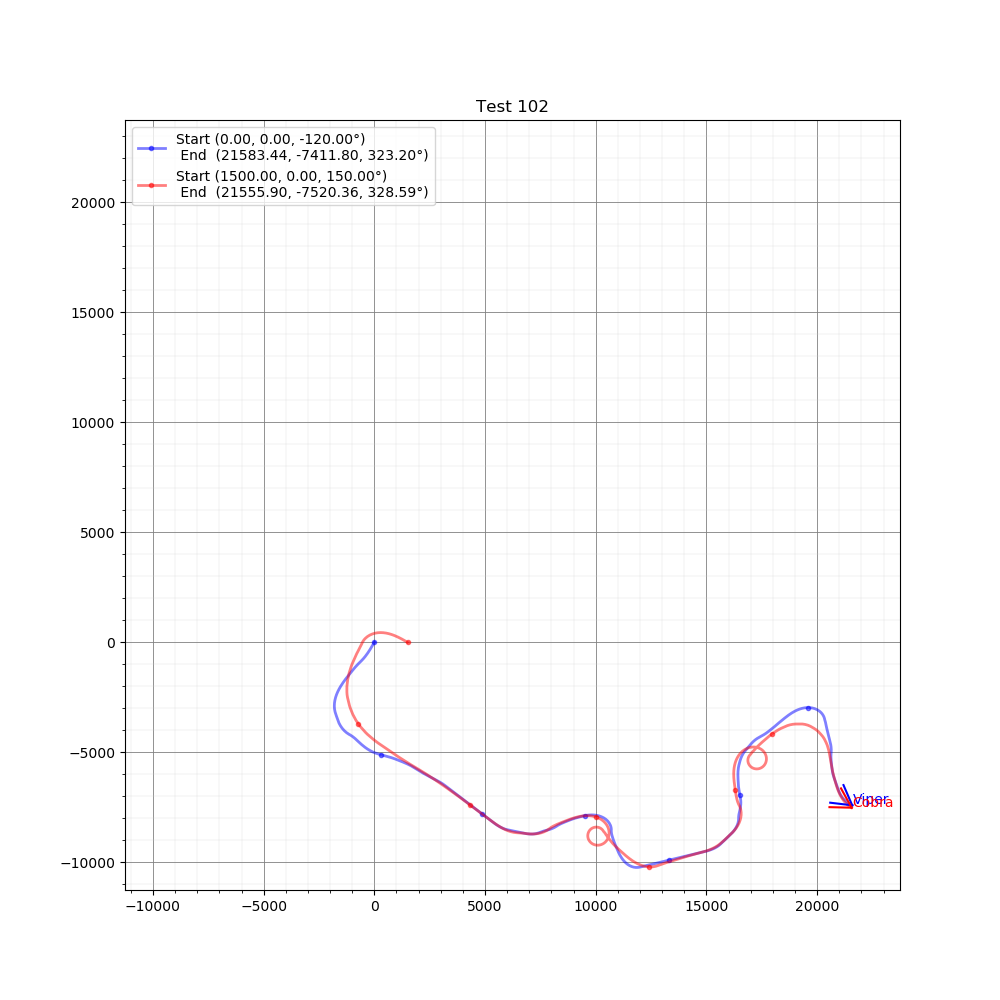 Test 102
Start (0.00, 0.00, -120.00°)
End (21583.44, -7411.80, 323.20°)
Start (1500.00, 0.00, 150.00°)
End (21555.90, -7520.36, 328.59°)
20000
15000
10000
5000
0
−5000
−10000
Viper
Cobra
−10000 −5000 0 5000 10000 15000 20000